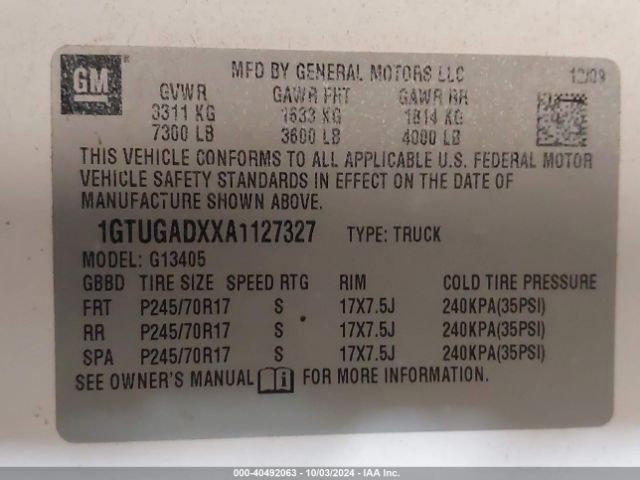 GM
MFD BY GENERAL MOTORS LLC 12/09
GVWR GAWR FRT GAWR RR
3311 KG 1633 KG 1814 KG
7300 LB 3600 LB 4000 LB
THIS VEHICLE CONFORMS TO ALL APPLICABLE U.S. FEDERAL MOTOR
VEHICLE SAFETY STANDARDS IN EFFECT ON THE DATE OF
MANUFACTURE SHOWN ABOVE.
1GTUGADXXA1127327 TYPE: TRUCK
MODEL: G13405
GBBD TIRE SIZE SPEED RTG RIM COLD TIRE PRESSURE
FRT P245/70R17 S 17X7.5J 240KPA(35PSI)
RR P245/70R17 S 17X7.5J 240KPA(35PSI)
SPA P245/70R17 S 17X7.5J 240KPA(35PSI)
SEE OWNER'S MANUAL i FOR MORE INFORMATION.
000-40492063 - 10/03/2024 - IAA Inc.